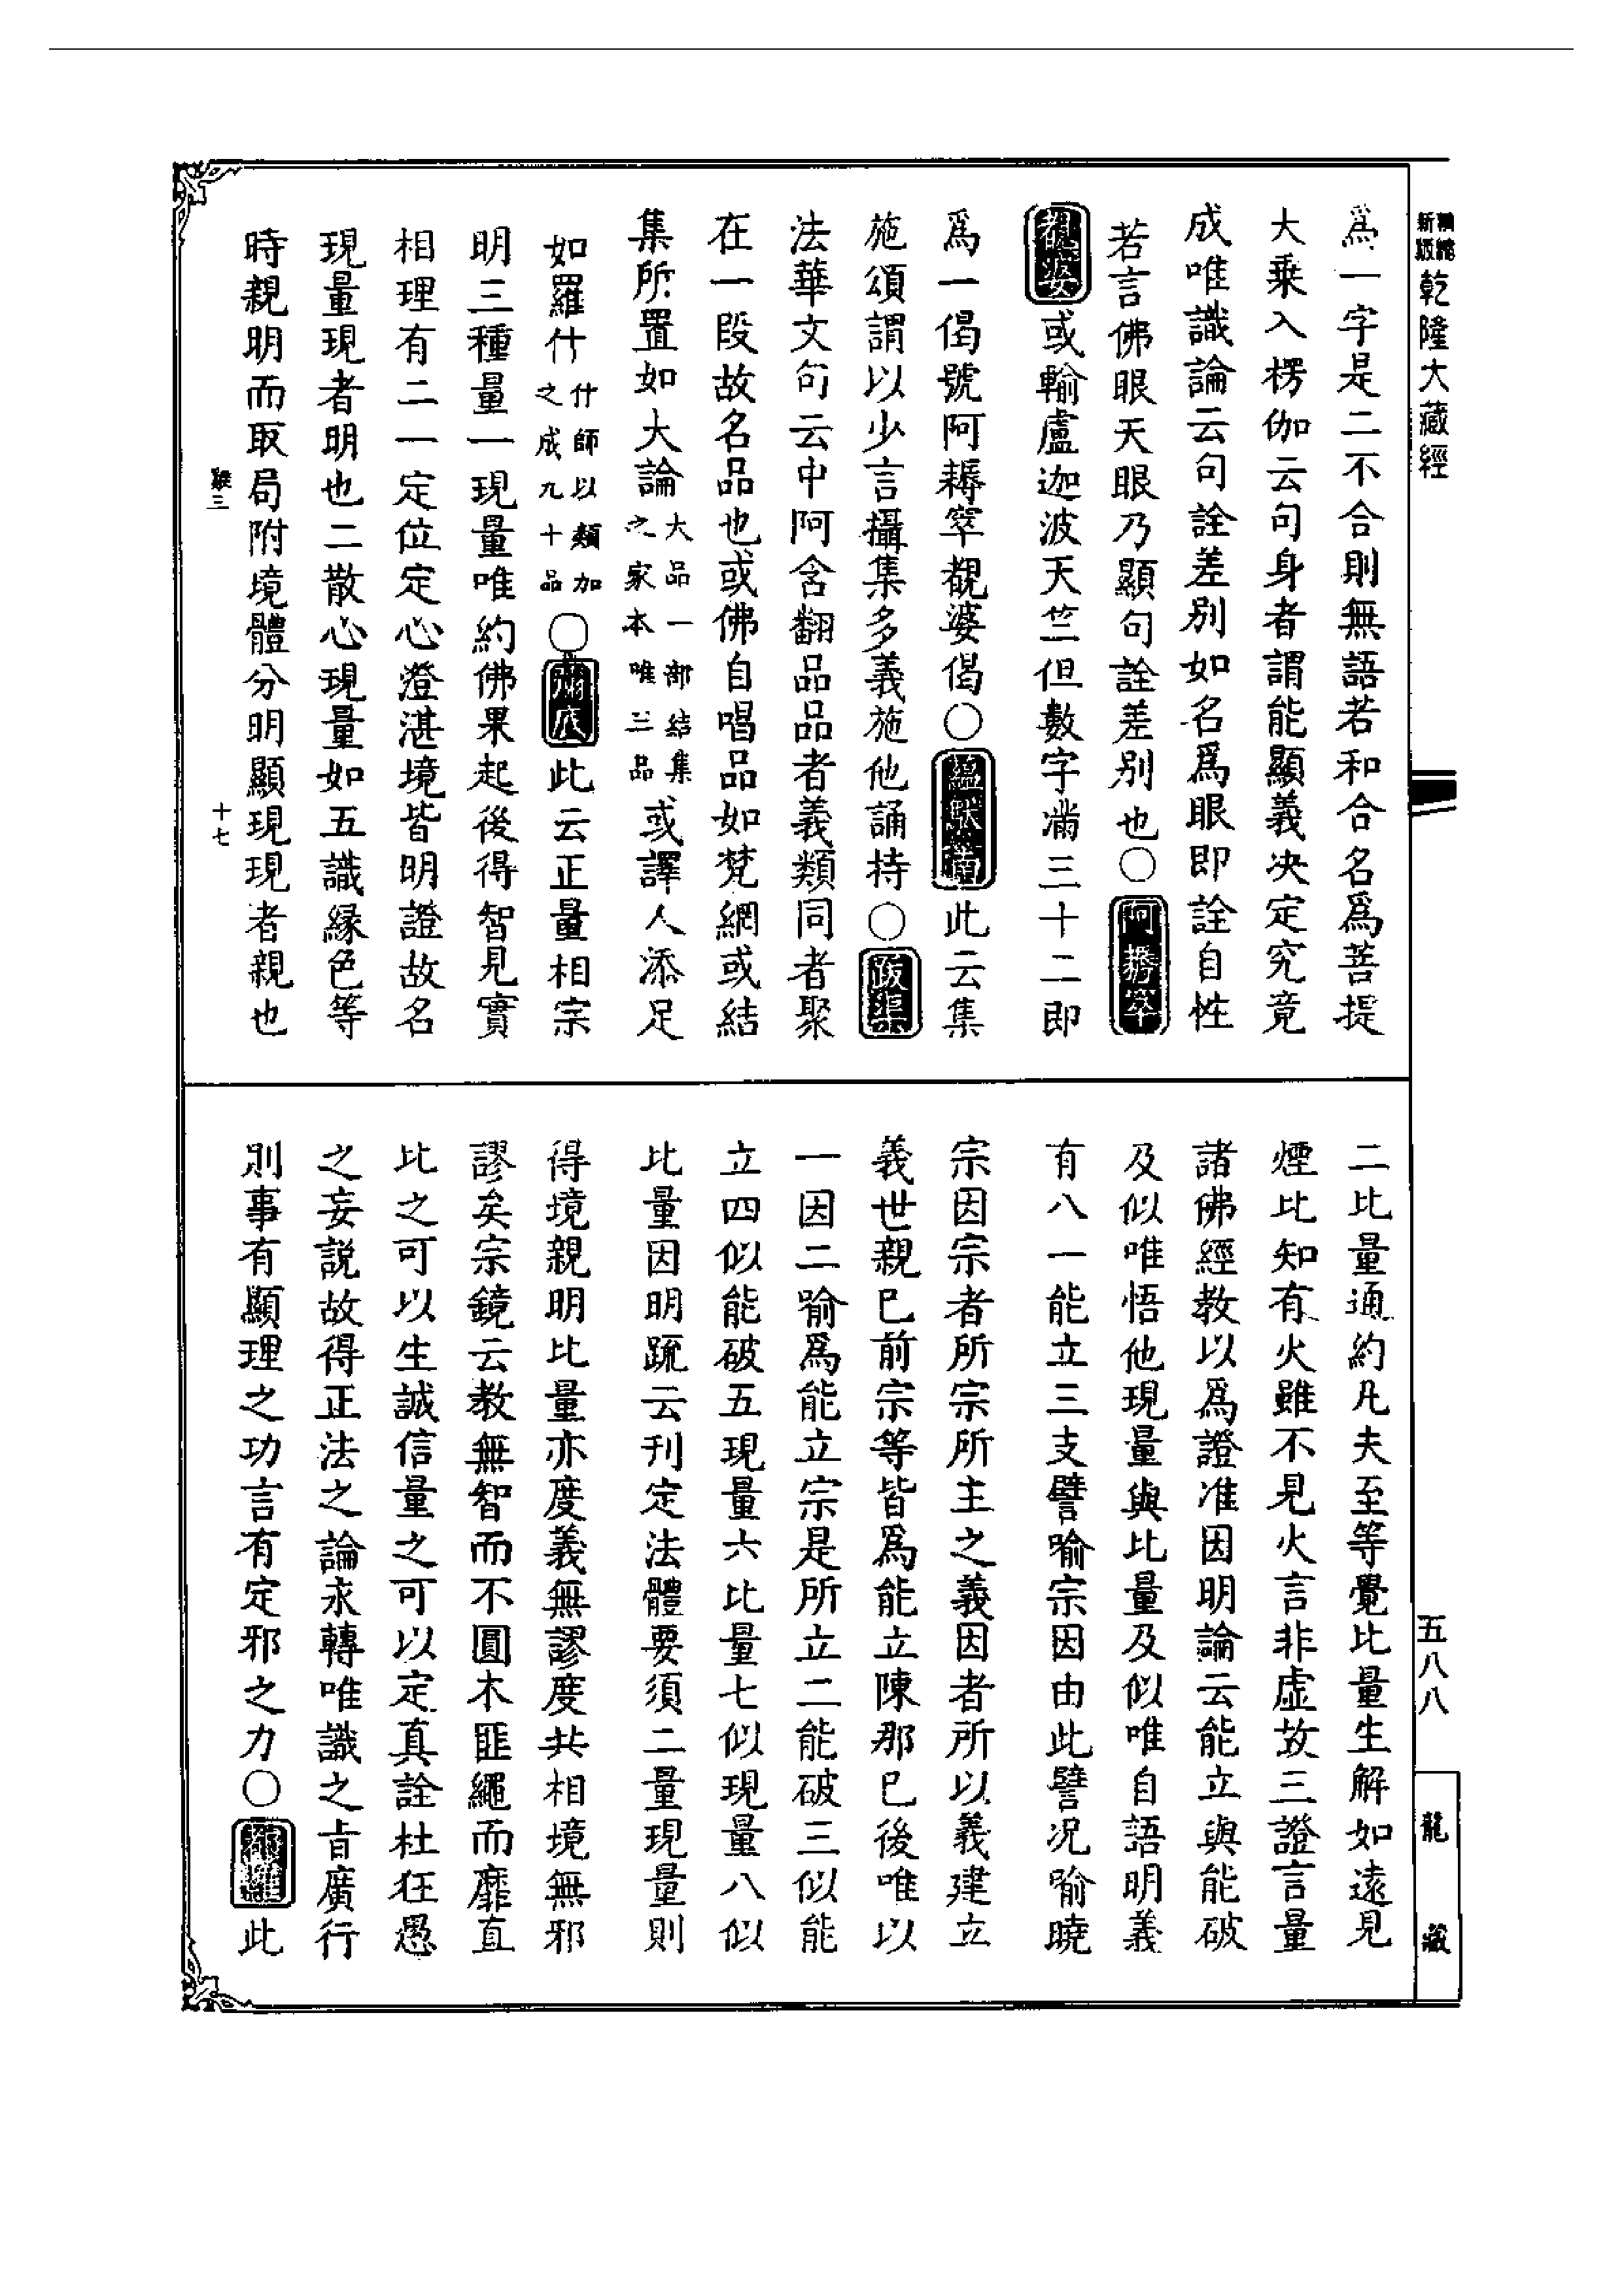 新版
精縮
乾隆大藏經
爲一字是二不合則無語若和合名爲菩提
大乗入楞伽云句身者謂能顯義决定究竟
成唯識論云句詮差别如名爲眼即詮自性
若言佛眼天眼乃顯句詮差别也○阿耨窣
覩婆或輸盧迦波天竺但數字滿三十二即
爲一偈號阿耨窣覩婆偈○縕馱南此云集
施頌謂以少言攝集多義施他誦持○跋渠
法華文句云中阿含翻品品者義類同者聚
在一段故名品也或佛自唱品如梵網或結
集所置如大論大品一部結集之家本唯三品或譯人添足
如羅什什師以類加之成九十品○刪底此云正量相宗
明三種量一現量唯約佛果起後得智見實
相理有二一定位定心澄湛境皆明證故名
現量現者明也二散心現量如五識緣色等
時親明而取局附境體分明顯現現者親也
十七
二比量通約凡夫至等覺比量生解如遠見
煙比知有火雖不見火言非虛故三證言量
諸佛經教以爲證准因明論云能立與能破
及似唯悟他現量與比量及似唯自語明義
有八一能立三支譬喻宗因由此譬况喻曉
宗因宗者所宗所主之義因者所以義建立
義世親已前宗等皆爲能立陳那已後唯以
一因二喻爲能立宗是所立二能破三似能
立四似能破五現量六比量七似現量八似
比量因明疏云刊定法體要須二量現量則
得境親明比量亦度義無謬度共相境無邪
謬矣宗鏡云教無智而不圓木匪繩而靡直
比之可以生誠信量之可以定真詮杜狂愚
之妄説故得正法之論永轉唯識之旨廣行
則事有顯理之功言有定邪之力○此
五八八
龍藏